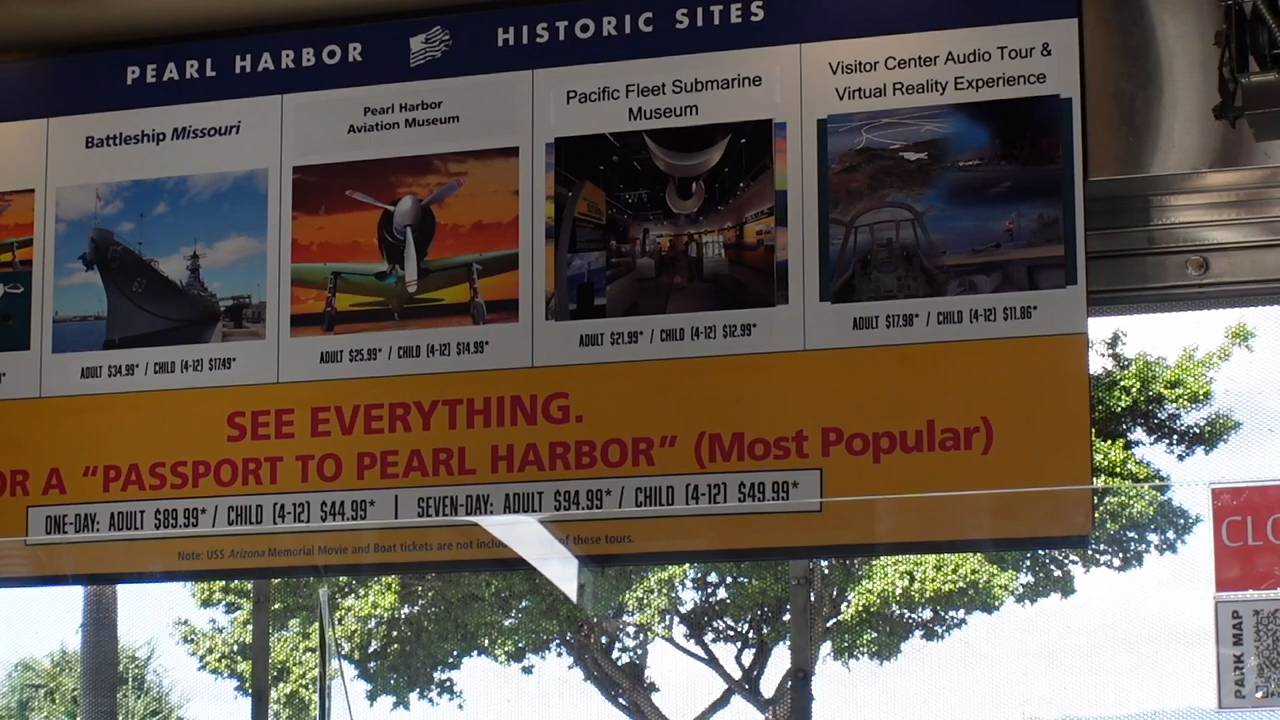 PEARL HARBOR HISTORIC SITES
Battleship Missouri
ADULT $34.99* / CHILD (4-12) $17.49*
Pearl Harbor
Aviation Museum
ADULT $25.99* / CHILD (4-12) $14.99*
Pacific Fleet Submarine
Museum
ADULT $21.99* / CHILD (4-12) $12.99*
Visitor Center Audio Tour &
Virtual Reality Experience
ADULT $17.98* / CHILD (4-12) $11.86*
SEE EVERYTHING.
OR A "PASSPORT TO PEARL HARBOR" (Most Popular)
ONE-DAY: ADULT $89.99* / CHILD (4-12) $44.99* | SEVEN-DAY: ADULT $94.99* / CHILD (4-12) $49.99*
Note: USS Arizona Memorial Movie and Boat tickets are not of these tours.
CLO
PARK MAP
63